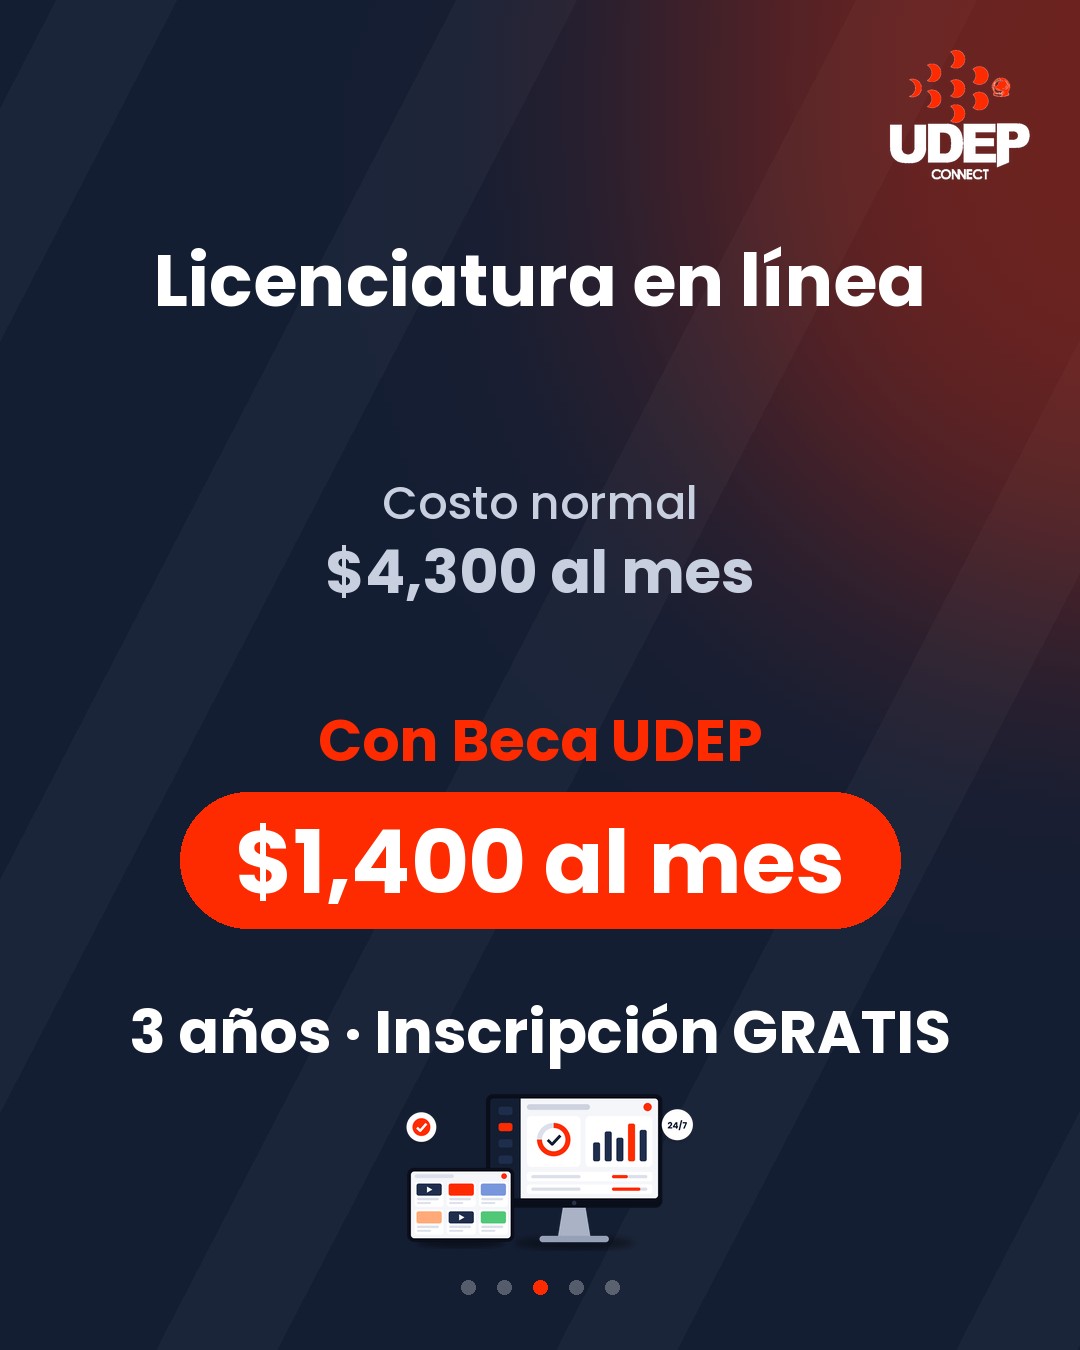 UDEP
CONNECT
Licenciatura en línea
Costo normal
$4,300 al mes
Con Beca UDEP
$1,400 al mes
3 años · Inscripción GRATIS
24/7